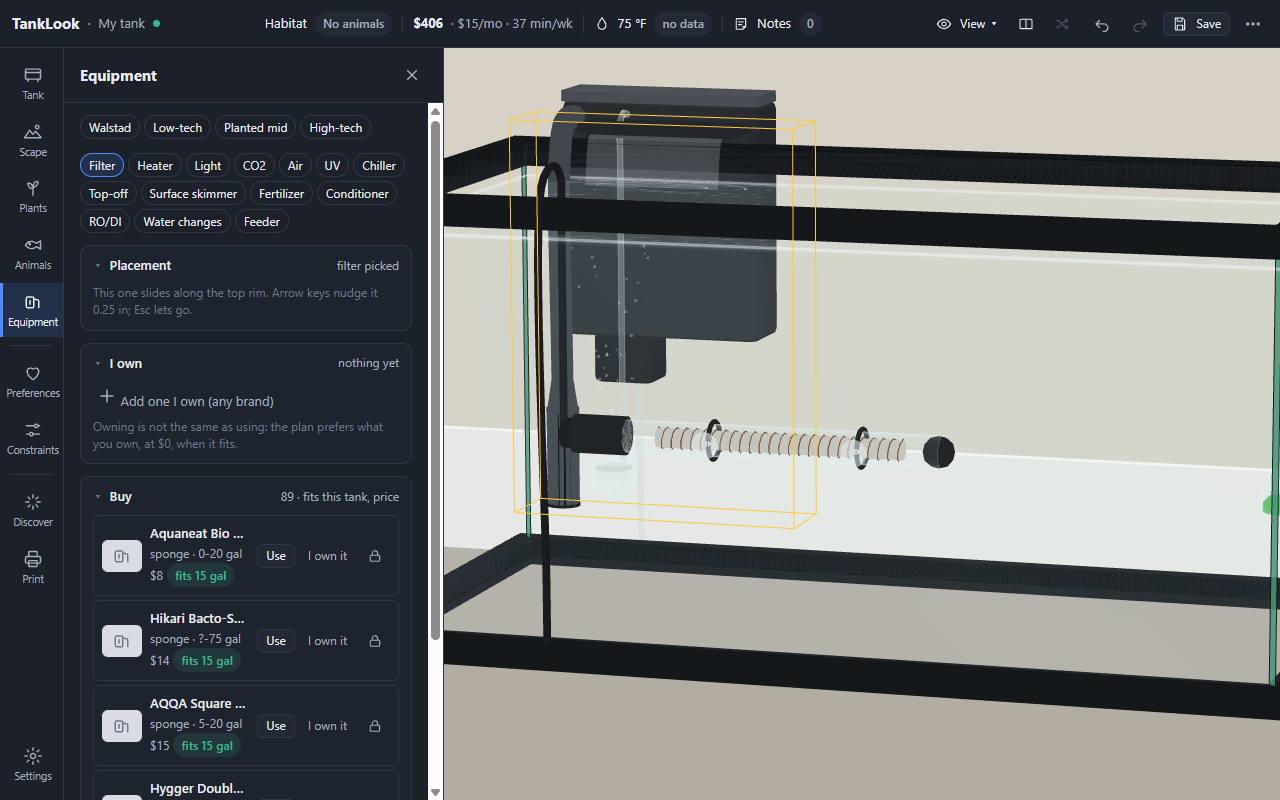 TankLook · My tank
Habitat No animals $406 · $15/mo · 37 min/wk 75 °F no data Notes 0 View Save
Tank
Scape
Plants
Animals
Equipment
Preferences
Constraints
Discover
Print
Settings
Equipment
Walstad Low-tech Planted mid High-tech
Filter Heater Light CO2 Air UV Chiller
Top-off Surface skimmer Fertilizer Conditioner
RO/DI Water changes Feeder
Placement filter picked
This one slides along the top rim. Arrow keys nudge it
0.25 in; Esc lets go.
I own nothing yet
Add one I own (any brand)
Owning is not the same as using: the plan prefers what
you own, at $0, when it fits.
Buy 89 · fits this tank, price
Aquaneat Bio ...
sponge · 0-20 gal Use I own it
$8 fits 15 gal
Hikari Bacto-S...
sponge · ?-75 gal Use I own it
$14 fits 15 gal
AQQA Square ...
sponge · 5-20 gal Use I own it
$15 fits 15 gal
Hygger Doubl...